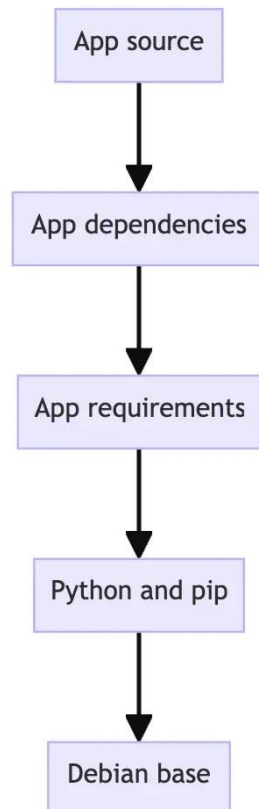 App source
App dependencies
App requirements
Python and pip
Debian base